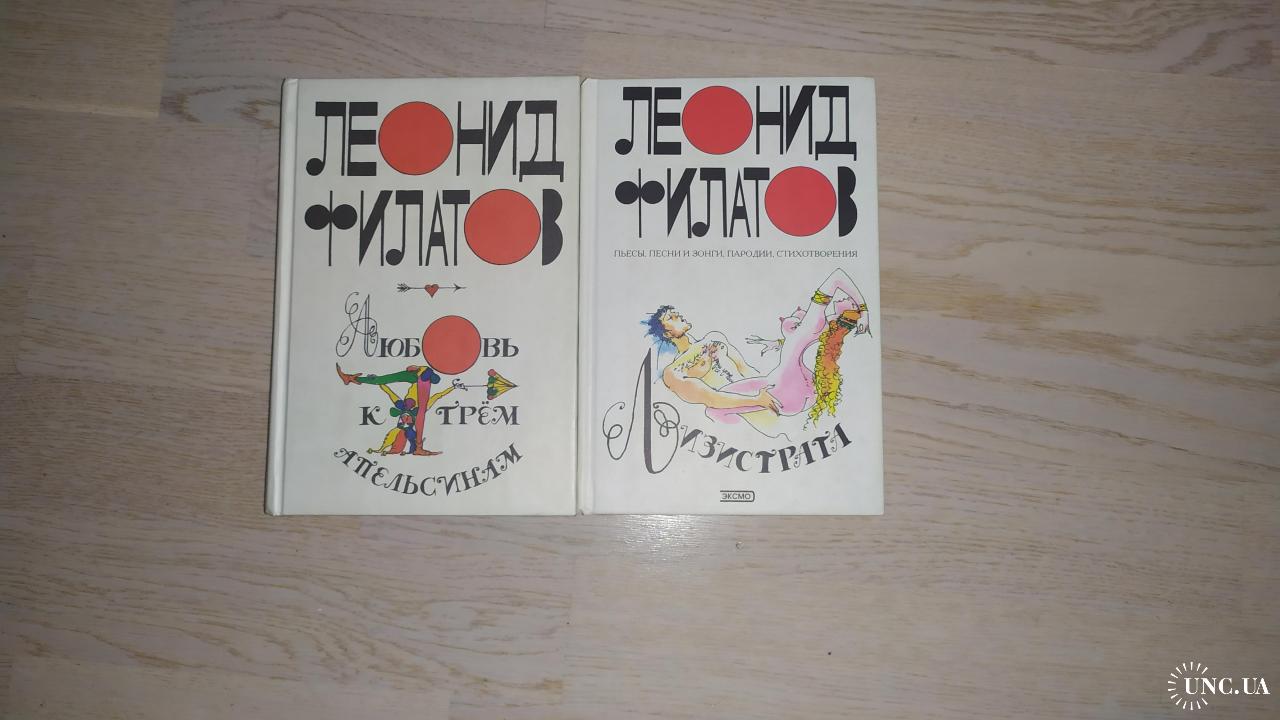 ЛЕОНИД
ФИЛАТОВ
ЛЮБОВЬ
К ТРЁМ
АПЕЛЬСИНАМ
ЛЕОНИД
ФИЛАТОВ
ПЬЕСЫ, ПЕСНИ И ЗОНГИ, ПАРОДИИ, СТИХОТВОРЕНИЯ
ЛИЗИСТРАТА
ЭКСМО
UNC.UA